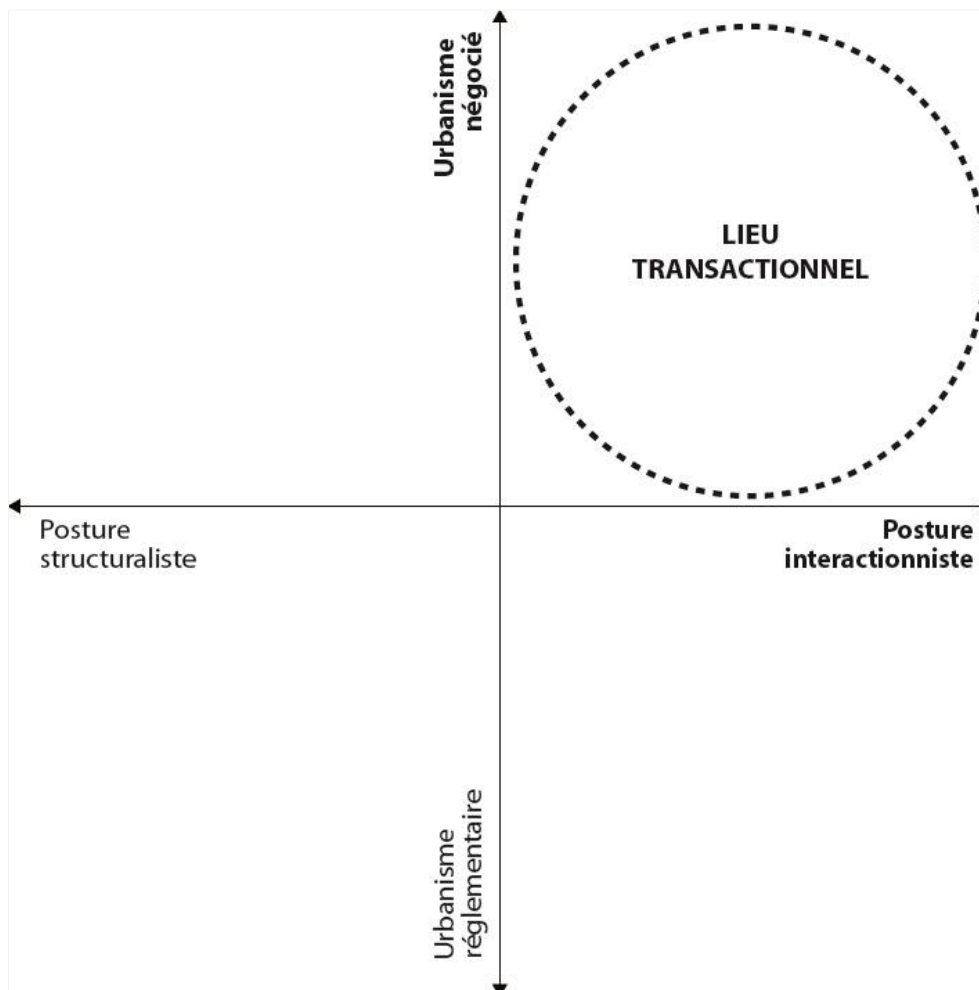 Urbanisme
négocié
LIEU
TRANSACTIONNEL
Posture
structuraliste
Posture
interactionniste
Urbanisme
réglementaire